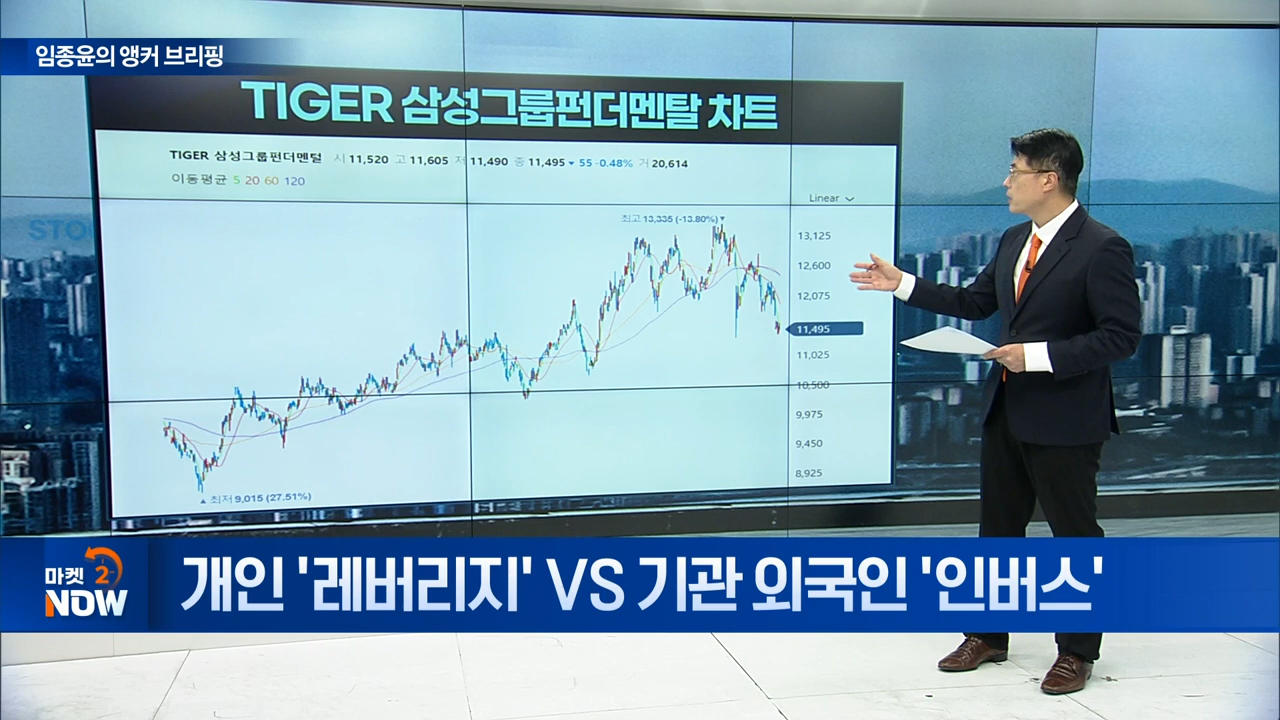 임종윤의 앵커 브리핑
TIGER 삼성그룹펀더멘탈 차트
TIGER 삼성그룹펀더멘털 시 11,520 고 11,605 저 11,490 종 11,495 ▼ 55 -0.48% 거 20,614
이동평균 5 20 60 120
Linear
STO
최고 13,335 (-13.80%) ▼
13,125
12,600
12,075
11,495
11,025
10,500
9,975
9,450
8,925
▲ 최저 9,015 (27.51%)
마켓 2
NOW
개인 '레버리지' VS 기관 외국인 '인버스'